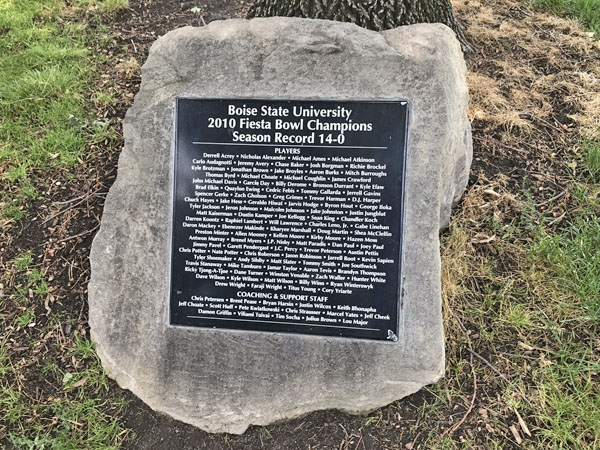 Boise State University
2010 Fiesta Bowl Champions
Season Record 14-0
PLAYERS
Derrell Acrey • Nicholas Alexander • Michael Ames • Michael Atkinson
Carlo Audagnotti • Jeremy Avery • Chase Baker • Josh Borgman • Richie Brockel
Kyle Brotzman • Jonathan Brown • Jake Broyles • Aaron Burks • Mitch Burroughs
Thomas Byrd • Michael Choate • Michael Coughlin • James Crawford
John Michael Davis • Garcia Day • Billy Derome • Bronson Durrant • Kyle Efaw
Brad Elkin • Quaylon Ewing • Cedric Febis • Tommy Gallarda • Jerrell Gavins
Spencer Gerke • Zach Gholson • Greg Grimes • Trevor Harman • D.J. Harper
Chuck Hayes • Jake Hess • Geraldo Hiwat • Jarvis Hodge • Byron Hout • George Iloka
Tyler Jackson • Jeron Johnson • Malcolm Johnson • Jake Johnston • Justin Jungblut
Matt Kaiserman • Dustin Kamper • Joe Kellogg • Sean King • Chandler Koch
Darren Koontz • Raphiel Lambert • Will Lawrence • Charles Leno, Jr. • Gabe Linehan
Daron Mackey • Ebenezer Makinde • Kharyee Marshall • Doug Martin • Shea McClellin
Preston Minter • Allen Mooney • Kellen Moore • Kirby Moore • Hazen Moss
Antwon Murray • Brenel Myers • J.P. Nisby • Matt Paradis • Dan Paul • Joey Papai
Jimmy Pavel • Garett Pendergast • J.C. Percy • Trevor Peterson • Austin Pettis
Chris Potter • Nate Potter • Chris Roberson • Jason Robinson • Jarrell Root • Kevin Sapien
Tyler Shoemaker • Andy Silsby • Matt Slater • Tommy Smith • Joe Southwick
Travis Stanaway • Mike Tamburo • Jamar Taylor • Aaron Tevis • Brandyn Thompson
Ricky Tjong-A-Tjoe • Dane Turner • Winston Venable • Zach Waller • Hunter White
Dave Wilson • Kyle Wilson • Matt Wilson • Billy Winn • Ryan Winterswyk
Drew Wright • Faraji Wright • Titus Young • Cory Yriarte
COACHING & SUPPORT STAFF
Chris Petersen • Brent Pease • Bryan Harsin • Justin Wilcox • Keith Bhonapha
Jeff Choate • Scott Huff • Pete Kwiatkowski • Chris Strausser • Marcel Yates • Jeff Cheek
Damon Griffin • Viliami Tuivai • Tim Socha • Julius Brown • Lou Major